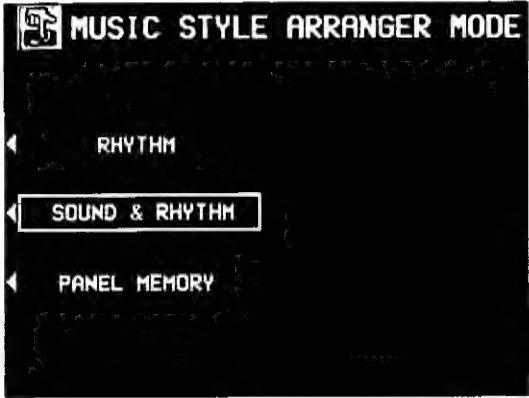 MUSIC STYLE ARRANGER MODE
RHYTHM
SOUND & RHYTHM
PANEL MEMORY